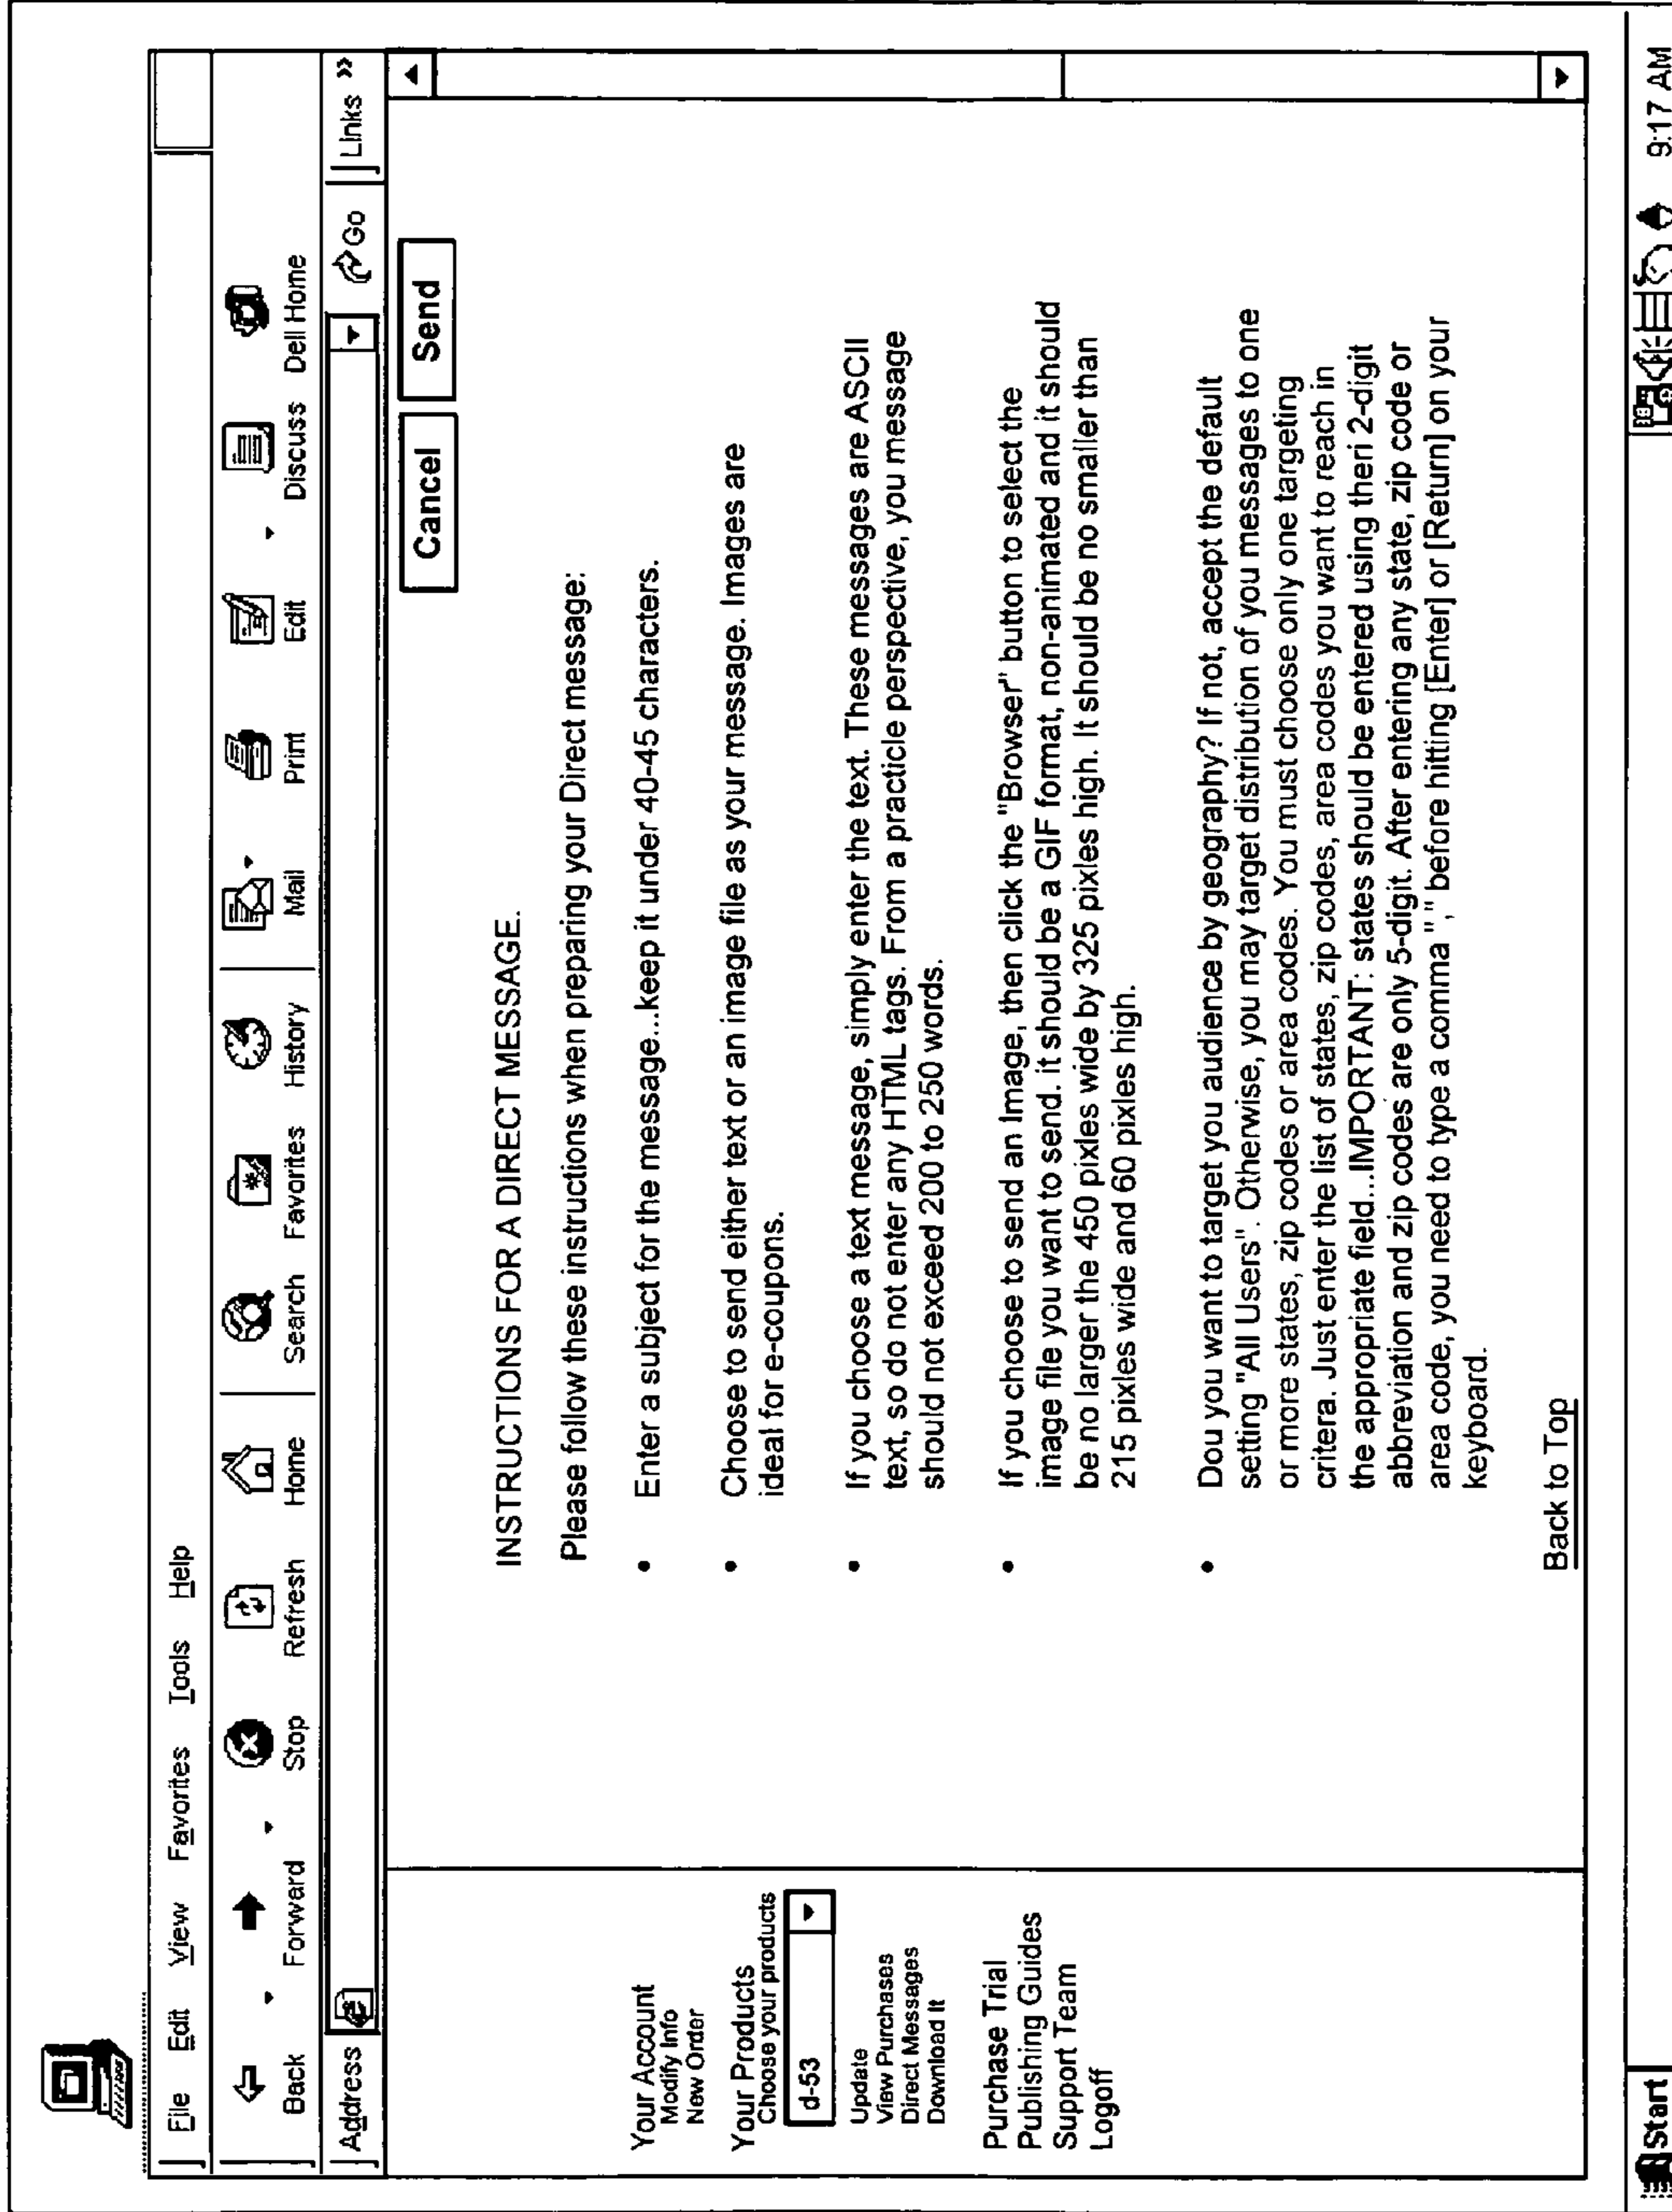 File Edit View Favorites Tools Help
Back Forward Stop Refresh Home Search Favorites History Mail Print Edit Discuss Dell Home
Address Go Links »
Cancel Send
Your Account
Modify Info
New Order
Your Products
Choose your products
d-53
Update
View Purchases
Direct Messages
Download It
Purchase Trial
Publishing Guides
Support Team
Logoff
INSTRUCTIONS FOR A DIRECT MESSAGE.
Please follow these instructions when preparing your Direct message:
• Enter a subject for the message...keep it under 40-45 characters.
• Choose to send either text or an image file as your message. Images are
ideal for e-coupons.
• If you choose a text message, simply enter the text. These messages are ASCII
text, so do not enter any HTML tags. From a practicle perspective, you message
should not exceed 200 to 250 words.
• If you choose to send an Image, then click the "Browser" button to select the
image file you want to send. it should be a GIF format, non-animated and it should
be no larger the 450 pixles wide by 325 pixles high. It should be no smaller than
215 pixles wide and 60 pixles high.
• Dou you want to target you audience by geography? If not, accept the default
setting "All Users". Otherwise, you may target distribution of you messages to one
or more states, zip codes or area codes. You must choose only one targeting
critera. Just enter the list of states, zip codes, area codes you want to reach in
the appropriate field...IMPORTANT: states should be entered using theri 2-digit
abbreviation and zip codes are only 5-digit. After entering any state, zip code or
area code, you need to type a comma "," before hitting [Enter] or [Return] on your
keyboard.
Back to Top
Start 9:17 AM